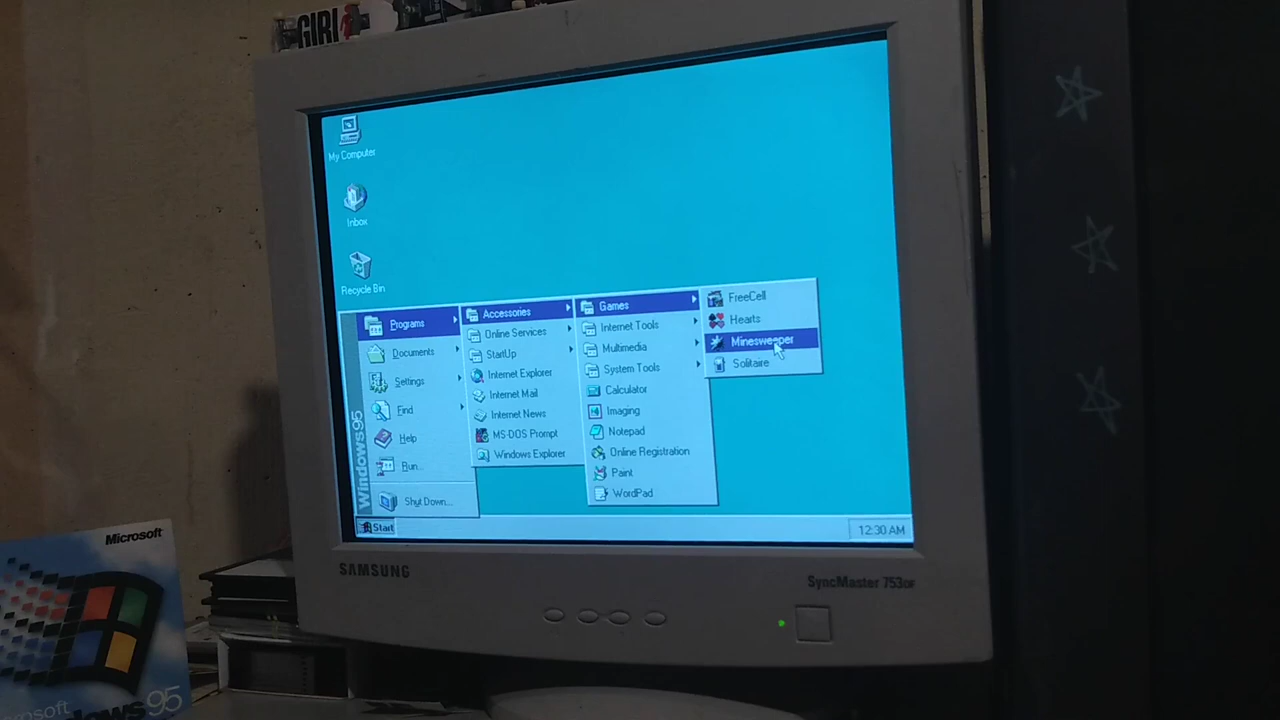 GIRL
My Computer
Inbox
Recycle Bin
Programs
Documents
Settings
Find
Help
Run...
Shut Down...
Windows95
Start
Accessories
Online Services
StartUp
Internet Explorer
Internet Mail
Internet News
MS-DOS Prompt
Windows Explorer
Games
Internet Tools
Multimedia
System Tools
Calculator
Imaging
Notepad
Online Registration
Paint
WordPad
FreeCell
Hearts
Minesweeper
Solitaire
12:30 AM
SAMSUNG
SyncMaster 753DF
Microsoft
osoft
dows95